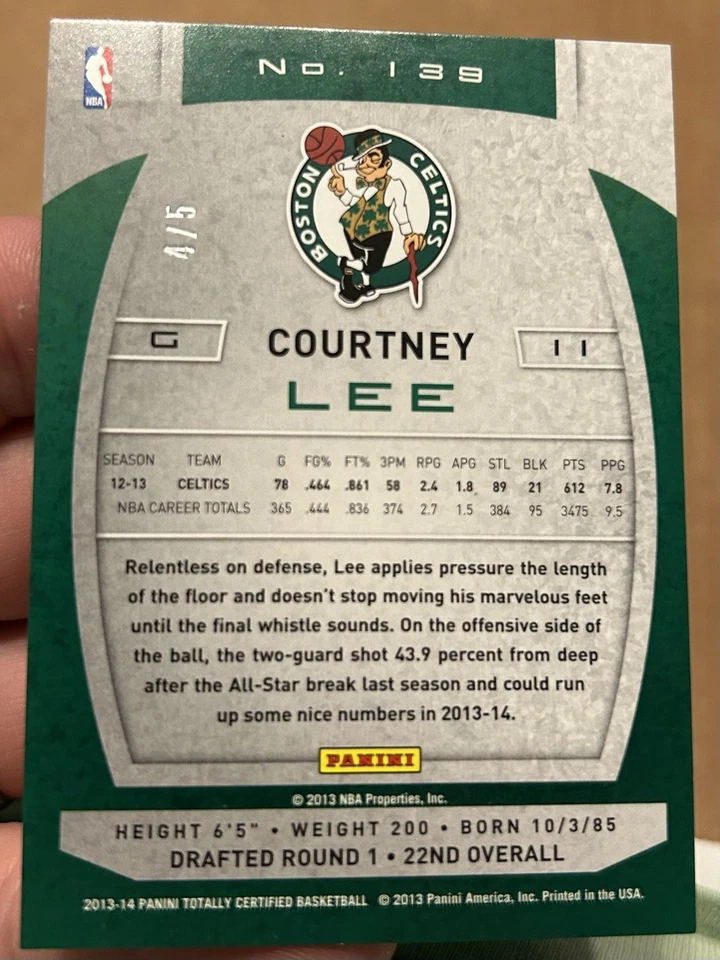 NBA
No. 139
BOSTON CELTICS
4/5
G
COURTNEY
11
LEE
SEASON TEAM G FG% FT% 3PM RPG APG STL BLK PTS PPG
12-13 CELTICS 78 .464 .861 58 2.4 1.8 89 21 612 7.8
NBA CAREER TOTALS 365 .444 .836 374 2.7 1.5 384 95 3475 9.5
Relentless on defense, Lee applies pressure the length
of the floor and doesn't stop moving his marvelous feet
until the final whistle sounds. On the offensive side of
the ball, the two-guard shot 43.9 percent from deep
after the All-Star break last season and could run
up some nice numbers in 2013-14.
PANINI
© 2013 NBA Properties, Inc.
HEIGHT 6'5" • WEIGHT 200 • BORN 10/3/85
DRAFTED ROUND 1 • 22ND OVERALL
2013-14 PANINI TOTALLY CERTIFIED BASKETBALL © 2013 Panini America, Inc. Printed in the USA.